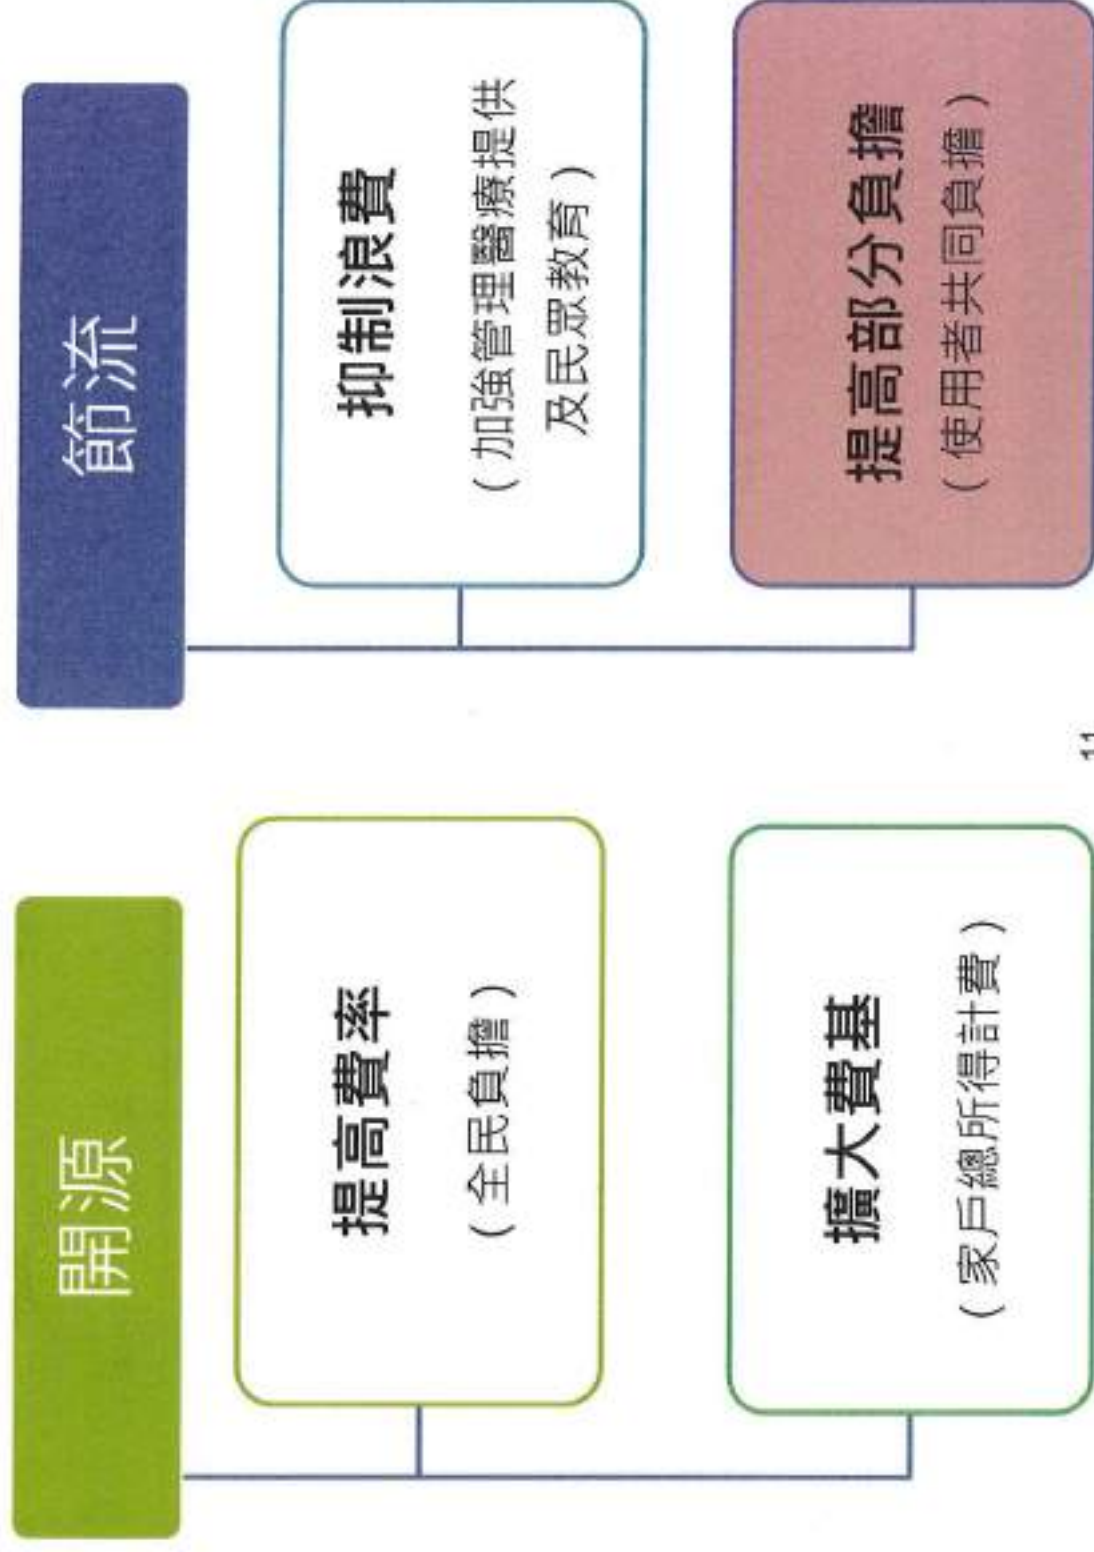 開源
提高費率
（全民負擔）
擴大費基
（家戶總所得計費）
節流
抑制浪費
（加強管理醫療提供
及民眾教育）
提高部分負擔
（使用者共同負擔）
11